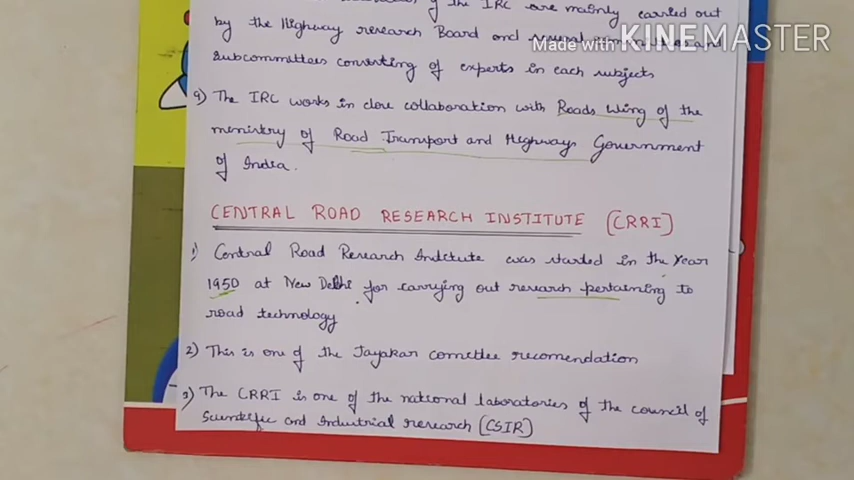 of the IRC are mainly carried out
by the Highway research Board and several and
Made with KINEMASTER
subcommittees consisting of experts in each subjects
9) The IRC works in close collaboration with Roads Wing of the
menistry of Road Transport and Highways Government
of India.
CENTRAL ROAD RESEARCH INSTITUTE (CRRI)
1) Central Road Research Institute was started in the year
1950 at New Delhi for carrying out research pertaining to
road technology
2) This is one of the Jayakar comettee recomendation
3) The CRRI is one of the national laboratories of the council of
Scientific and Industrial research (CSIR)